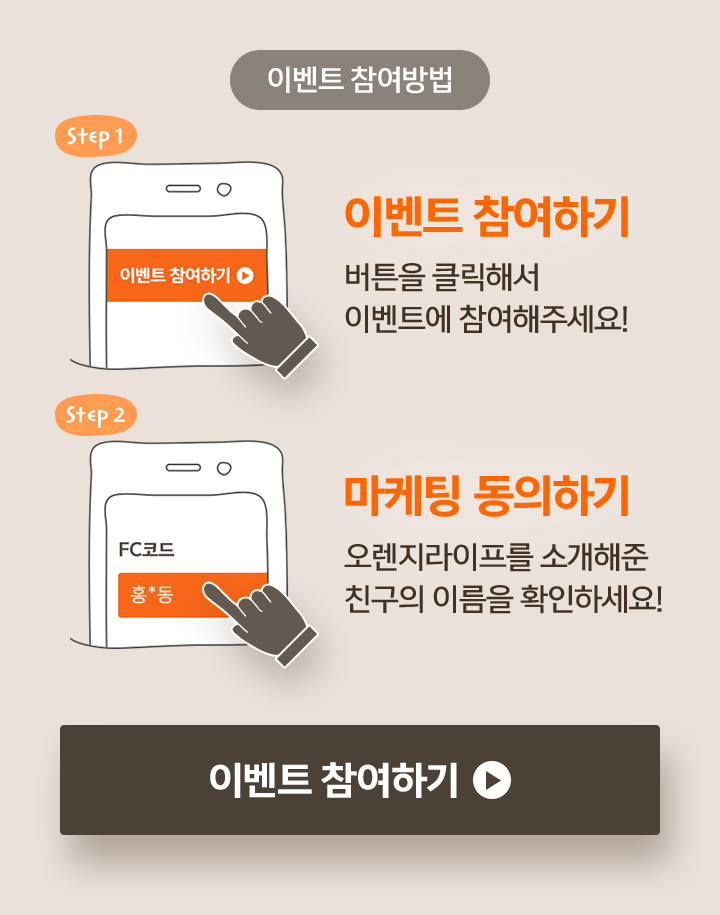 이벤트 참여방법
Step 1
이벤트 참여하기
이벤트 참여하기
버튼을 클릭해서
이벤트에 참여해주세요!
Step 2
FC코드
홍*동
마케팅 동의하기
오렌지라이프를 소개해준
친구의 이름을 확인하세요!
이벤트 참여하기